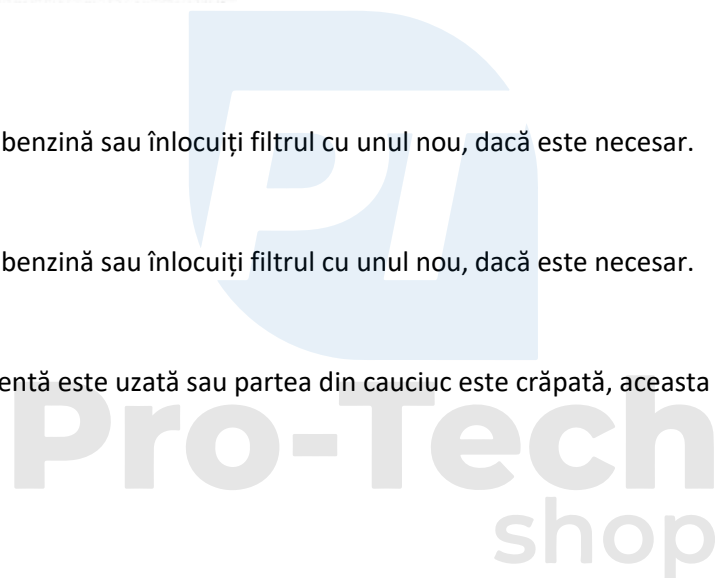 benzină sau înlocuiți filtrul cu unul nou, dacă este necesar.
benzină sau înlocuiți filtrul cu unul nou, dacă este necesar.
este uzată sau partea din cauciuc este crăpată, aceasta
PT
Pro-Tech
shop